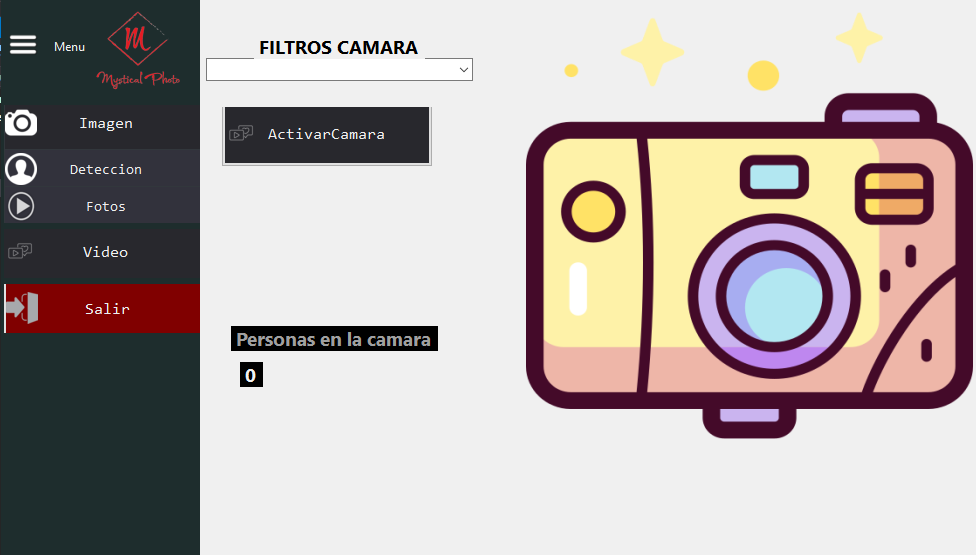 Menu
M
Mystical Photo
Imagen
Deteccion
Fotos
Video
Salir
FILTROS CAMARA
ActivarCamara
Personas en la camara
0